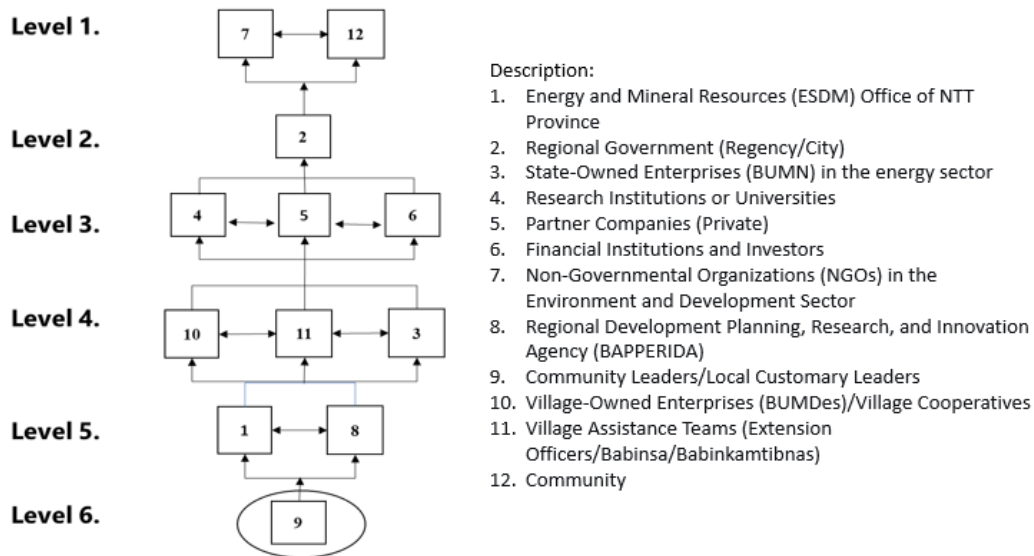 Level 1.
7
12
Level 2.
2
Level 3.
4
5
6
Level 4.
10
11
3
Level 5.
1
8
Level 6.
9
Description:
1. Energy and Mineral Resources (ESDM) Office of NTT
Province
2. Regional Government (Regency/City)
3. State-Owned Enterprises (BUMN) in the energy sector
4. Research Institutions or Universities
5. Partner Companies (Private)
6. Financial Institutions and Investors
7. Non-Governmental Organizations (NGOs) in the
Environment and Development Sector
8. Regional Development Planning, Research, and Innovation
Agency (BAPPERIDA)
9. Community Leaders/Local Customary Leaders
10. Village-Owned Enterprises (BUMDes)/Village Cooperatives
11. Village Assistance Teams (Extension
Officers/Babinsa/Babinkamtibnas)
12. Community